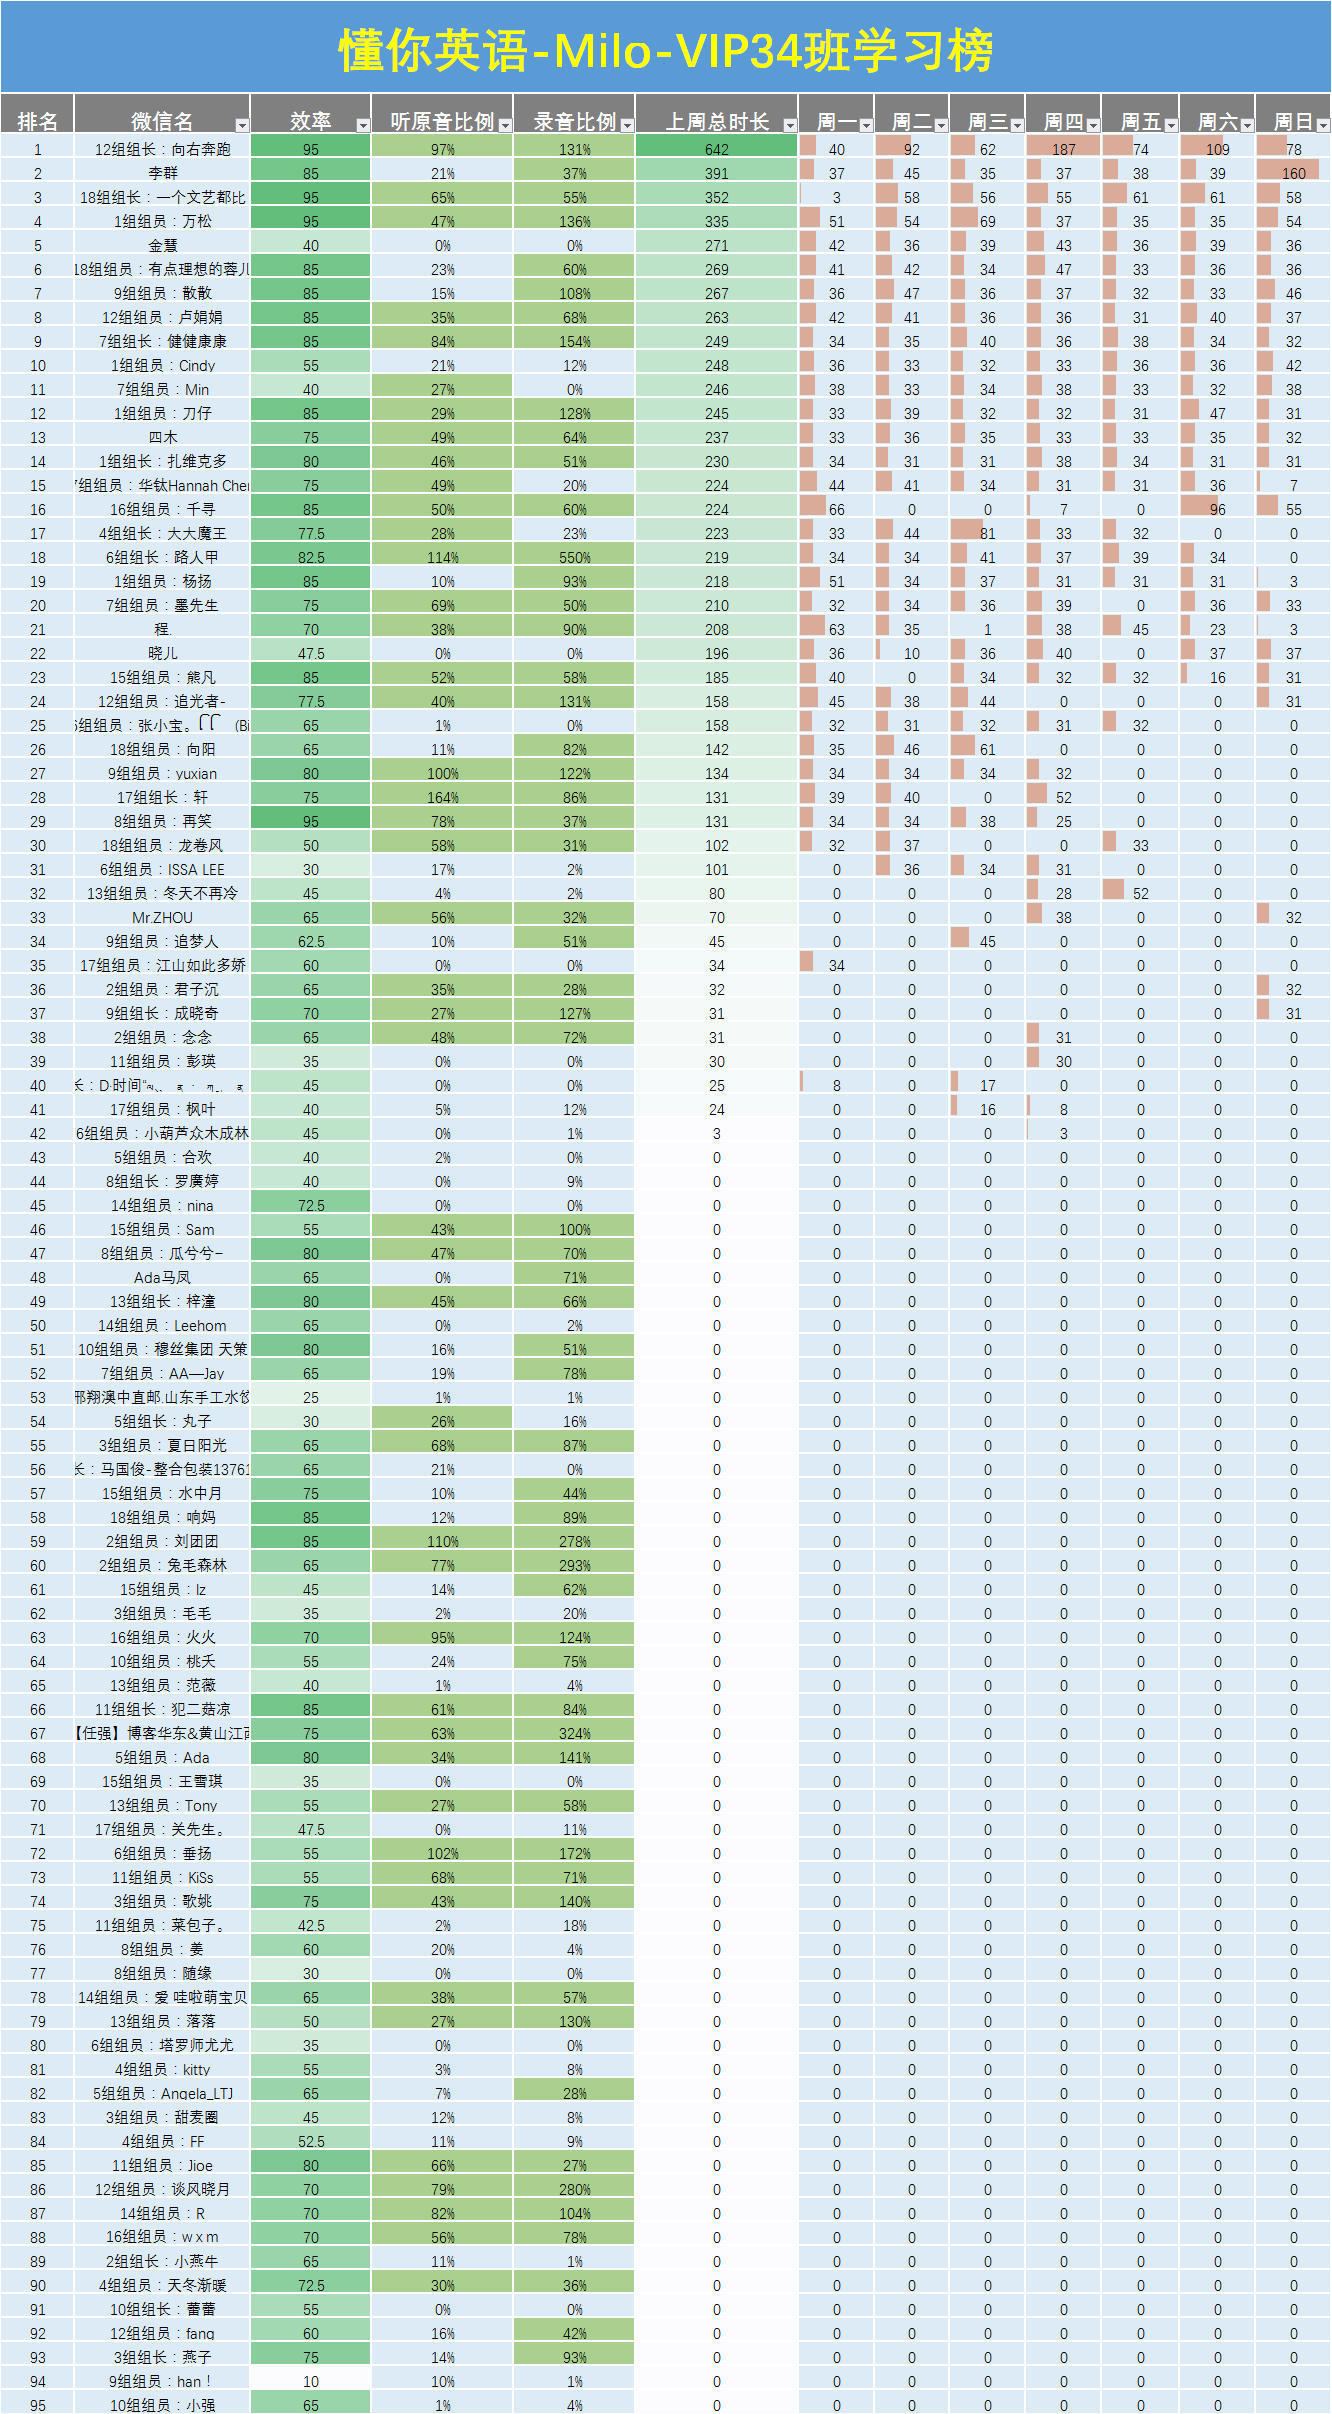 懂你英语-Milo-VIP34班学习榜
排名 微信名 效率 听原音比例 录音比例 上周总时长 周一 周二 周三 周四 周五 周六 周日
1 12组组长：向右奔跑 95 97% 131% 642 40 92 62 187 74 109 78
2 李群 85 21% 37% 391 37 45 35 37 38 39 160
3 18组组长：一个文艺都比 95 65% 55% 352 3 58 56 55 61 61 58
4 1组组员：万松 95 47% 136% 335 51 54 69 37 35 35 54
5 金慧 40 0% 0% 271 42 36 39 43 36 39 36
6 18组组员：有点理想的蓉儿 85 23% 60% 269 41 42 34 47 33 36 36
7 9组组员：散散 85 15% 108% 267 36 47 36 37 32 33 46
8 12组组员：卢娟娟 85 35% 68% 263 42 41 36 36 31 40 37
9 7组组长：健健康康 85 84% 154% 249 34 35 40 36 38 34 32
10 1组组员：Cindy 55 21% 12% 248 36 33 32 33 36 36 42
11 7组组员：Min 40 27% 0% 246 38 33 34 38 33 32 38
12 1组组员：刀仔 85 29% 128% 245 33 39 32 32 31 47 31
13 四木 75 49% 64% 237 33 36 35 33 33 35 32
14 1组组长：扎维克多 80 46% 51% 230 34 31 31 38 34 31 31
15 7组组员：华钛Hannah Chen 75 49% 20% 224 44 41 34 31 31 36 7
16 16组组员：千寻 85 50% 60% 224 66 0 0 7 0 96 55
17 4组组长：大大魔王 77.5 28% 23% 223 33 44 81 33 32 0 0
18 6组组长：路人甲 82.5 114% 550% 219 34 34 41 37 39 34 0
19 1组组员：杨扬 85 10% 93% 218 51 34 37 31 31 31 3
20 7组组员：墨先生 75 69% 50% 210 32 34 36 39 0 36 33
21 程. 70 38% 90% 208 63 35 1 38 45 23 3
22 晓儿 47.5 0% 0% 196 36 10 36 40 0 37 37
23 15组组员：熊凡 85 52% 58% 185 40 0 34 32 32 16 31
24 12组组员：追光者- 77.5 40% 131% 158 45 38 44 0 0 0 31
25 6组组员：张小宝。 (Bi 65 1% 0% 158 32 31 32 31 32 0 0
26 18组组员：向阳 65 11% 82% 142 35 46 61 0 0 0 0
27 9组组员：yuxian 80 100% 122% 134 34 34 34 32 0 0 0
28 17组组长：轩 75 164% 86% 131 39 40 0 52 0 0 0
29 8组组员：再笑 95 78% 37% 131 34 34 38 25 0 0 0
30 18组组员：龙卷风 50 58% 31% 102 32 37 0 0 33 0 0
31 6组组员：ISSA LEE 30 17% 2% 101 0 36 34 31 0 0 0
32 13组组员：冬天不再冷 45 4% 2% 80 0 0 0 28 52 0 0
33 Mr.ZHOU 65 56% 32% 70 0 0 0 38 0 0 32
34 9组组员：追梦人 62.5 10% 51% 45 0 0 45 0 0 0 0
35 17组组员：江山如此多娇 60 0% 0% 34 34 0 0 0 0 0 0
36 2组组员：君子沉 65 35% 28% 32 0 0 0 0 0 0 32
37 9组组长：成晓奇 70 27% 127% 31 0 0 0 0 0 0 31
38 2组组员：念念 65 48% 72% 31 0 0 0 31 0 0 0
39 11组组员：彭瑛 35 0% 0% 30 0 0 0 30 0 0 0
40 长：D·时间 45 0% 0% 25 8 0 17 0 0 0 0
41 17组组员：枫叶 40 5% 12% 24 0 0 16 8 0 0 0
42 6组组员：小葫芦众木成林 45 0% 1% 3 0 0 0 3 0 0 0
43 5组组员：合欢 40 2% 0% 0 0 0 0 0 0 0 0
44 8组组长：罗廣婷 40 0% 9% 0 0 0 0 0 0 0 0
45 14组组员：nina 72.5 0% 0% 0 0 0 0 0 0 0 0
46 15组组员：Sam 55 43% 100% 0 0 0 0 0 0 0 0
47 8组组员：瓜兮兮~ 80 47% 70% 0 0 0 0 0 0 0 0
48 Ada马凤 65 0% 71% 0 0 0 0 0 0 0 0
49 13组组长：梓潼 80 45% 66% 0 0 0 0 0 0 0 0
50 14组组员：Leehom 65 0% 2% 0 0 0 0 0 0 0 0
51 10组组员：穆丝集团 天策 80 16% 51% 0 0 0 0 0 0 0 0
52 7组组员：AA—Jay 65 19% 78% 0 0 0 0 0 0 0 0
53 邢翔澳中直邮.山东手工水饺 25 1% 1% 0 0 0 0 0 0 0 0
54 5组组长：丸子 30 26% 16% 0 0 0 0 0 0 0 0
55 3组组员：夏日阳光 65 68% 87% 0 0 0 0 0 0 0 0
56 长：马国俊-整合包装13761 65 21% 0% 0 0 0 0 0 0 0 0
57 15组组员：水中月 75 10% 44% 0 0 0 0 0 0 0 0
58 18组组员：响妈 85 12% 89% 0 0 0 0 0 0 0 0
59 2组组员：刘团团 85 110% 278% 0 0 0 0 0 0 0 0
60 2组组员：兔毛森林 65 77% 293% 0 0 0 0 0 0 0 0
61 15组组员：lz 45 14% 62% 0 0 0 0 0 0 0 0
62 3组组员：毛毛 35 2% 20% 0 0 0 0 0 0 0 0
63 16组组员：火火 70 95% 124% 0 0 0 0 0 0 0 0
64 10组组员：桃夭 55 24% 75% 0 0 0 0 0 0 0 0
65 13组组员：范薇 40 1% 4% 0 0 0 0 0 0 0 0
66 11组组长：犯二菇凉 85 61% 84% 0 0 0 0 0 0 0 0
67 【任强】博客华东&黄山江西 75 63% 324% 0 0 0 0 0 0 0 0
68 5组组员：Ada 80 34% 141% 0 0 0 0 0 0 0 0
69 15组组员：王雪琪 35 0% 0% 0 0 0 0 0 0 0 0
70 13组组员：Tony 55 27% 58% 0 0 0 0 0 0 0 0
71 17组组员：关先生。 47.5 0% 11% 0 0 0 0 0 0 0 0
72 6组组员：垂扬 55 102% 172% 0 0 0 0 0 0 0 0
73 11组组员：KiSs 55 68% 71% 0 0 0 0 0 0 0 0
74 3组组员：歌姚 75 43% 140% 0 0 0 0 0 0 0 0
75 11组组员：菜包子。 42.5 2% 18% 0 0 0 0 0 0 0 0
76 8组组员：姜 60 20% 4% 0 0 0 0 0 0 0 0
77 8组组员：随缘 30 0% 0% 0 0 0 0 0 0 0 0
78 14组组员：爱 哇啦萌宝贝 65 38% 57% 0 0 0 0 0 0 0 0
79 13组组员：落落 50 27% 130% 0 0 0 0 0 0 0 0
80 6组组员：塔罗师尤尤 35 0% 0% 0 0 0 0 0 0 0 0
81 4组组员：kitty 55 3% 8% 0 0 0 0 0 0 0 0
82 5组组员：Angela_LTJ 65 7% 28% 0 0 0 0 0 0 0 0
83 3组组员：甜麦圈 45 12% 8% 0 0 0 0 0 0 0 0
84 4组组员：FF 52.5 11% 9% 0 0 0 0 0 0 0 0
85 11组组员：Jioe 80 66% 27% 0 0 0 0 0 0 0 0
86 12组组员：谈风晓月 70 79% 280% 0 0 0 0 0 0 0 0
87 14组组员：R 70 82% 104% 0 0 0 0 0 0 0 0
88 16组组员：w x m 70 56% 78% 0 0 0 0 0 0 0 0
89 2组组长：小燕牛 65 11% 1% 0 0 0 0 0 0 0 0
90 4组组员：天冬渐暖 72.5 30% 36% 0 0 0 0 0 0 0 0
91 10组组长：蕾蕾 55 0% 0% 0 0 0 0 0 0 0 0
92 12组组员：fang 60 16% 42% 0 0 0 0 0 0 0 0
93 3组组长：燕子 75 14% 93% 0 0 0 0 0 0 0 0
94 9组组员：han！ 10 10% 1% 0 0 0 0 0 0 0 0
95 10组组员：小强 65 1% 4% 0 0 0 0 0 0 0 0